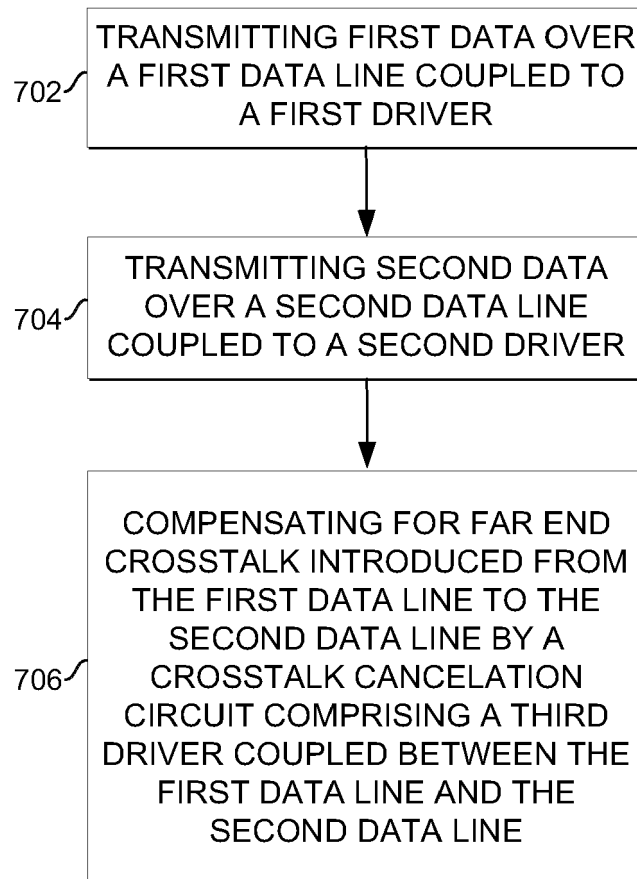 702
TRANSMITTING FIRST DATA OVER
A FIRST DATA LINE COUPLED TO
A FIRST DRIVER
704
TRANSMITTING SECOND DATA
OVER A SECOND DATA LINE
COUPLED TO A SECOND DRIVER
706
COMPENSATING FOR FAR END
CROSSTALK INTRODUCED FROM
THE FIRST DATA LINE TO THE
SECOND DATA LINE BY A
CROSSTALK CANCELATION
CIRCUIT COMPRISING A THIRD
DRIVER COUPLED BETWEEN THE
FIRST DATA LINE AND THE
SECOND DATA LINE